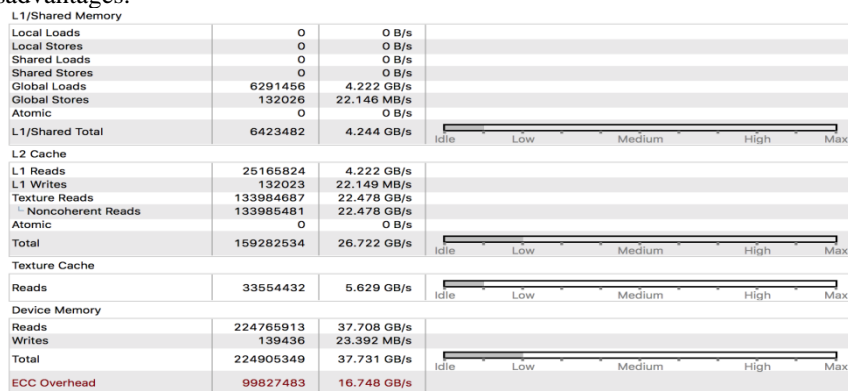 sadvantages.
L1/Shared Memory
Local Loads 0 0 B/s
Local Stores 0 0 B/s
Shared Loads 0 0 B/s
Shared Stores 0 0 B/s
Global Loads 6291456 4.222 GB/s
Global Stores 132026 22.146 MB/s
Atomic 0 0 B/s
L1/Shared Total 6423482 4.244 GB/s Idle Low Medium High Max
L2 Cache
L1 Reads 25165824 4.222 GB/s
L1 Writes 132023 22.149 MB/s
Texture Reads 133984687 22.478 GB/s
Noncoherent Reads 133985481 22.478 GB/s
Atomic 0 0 B/s
Total 159282534 26.722 GB/s Idle Low Medium High Max
Texture Cache
Reads 33554432 5.629 GB/s Idle Low Medium High Max
Device Memory
Reads 224765913 37.708 GB/s
Writes 139436 23.392 MB/s
Total 224905349 37.731 GB/s Idle Low Medium High Max
ECC Overhead 99827483 16.748 GB/s